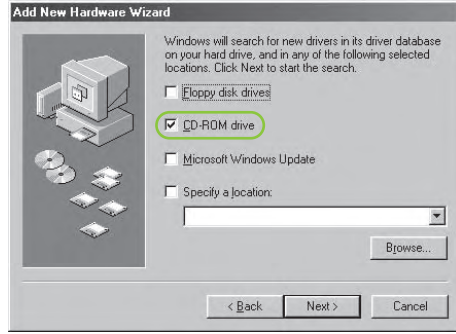 Add New Hardware Wizard
Windows will search for new drivers in its driver database
on your hard drive, and in any of the following selected
locations. Click Next to start the search.
Floppy disk drives
CD-ROM drive
Microsoft Windows Update
Specify a location:
Browse...
< Back
Next >
Cancel